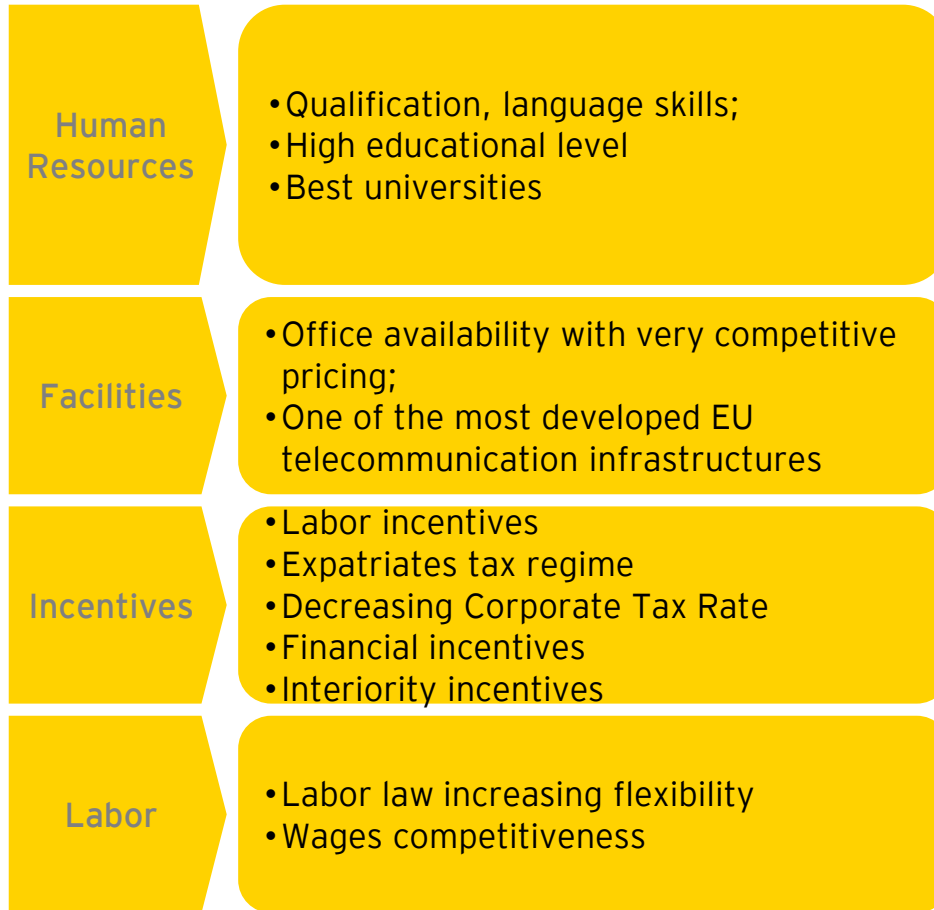 Human
Resources
•Qualification, language skills;
•High educational level
•Best universities
Facilities
•Office availability with very competitive
pricing;
•One of the most developed EU
telecommunication infrastructures
Incentives
•Labor incentives
•Expatriates tax regime
•Decreasing Corporate Tax Rate
•Financial incentives
•Interiority incentives
Labor
•Labor law increasing flexibility
•Wages competitiveness